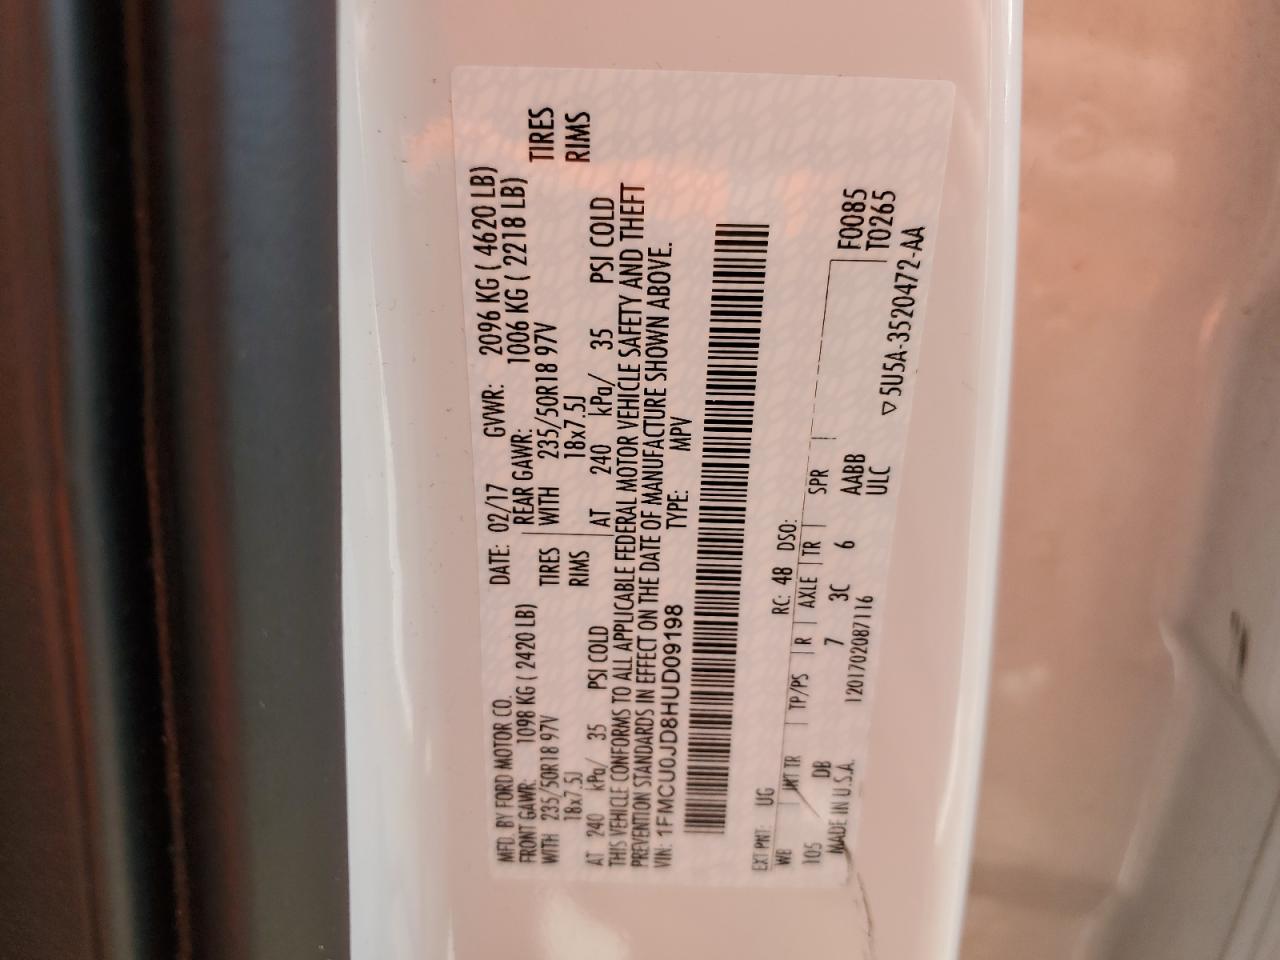 MFD. BY FORD MOTOR CO. DATE: 02/17 GVWR: 2096 KG ( 4620 LB)
FRONT GAWR: 1098 KG ( 2420 LB) REAR GAWR: 1006 KG ( 2218 LB)
WITH 235/50R18 97V TIRES WITH 235/50R18 97V TIRES
18x7.5J RIMS 18x7.5J RIMS
AT 240 kPa/ 35 PSI COLD AT 240 kPa/ 35 PSI COLD
THIS VEHICLE CONFORMS TO ALL APPLICABLE FEDERAL MOTOR VEHICLE SAFETY AND THEFT
PREVENTION STANDARDS IN EFFECT ON THE DATE OF MANUFACTURE SHOWN ABOVE.
VIN: 1FMCU0JD8HUD09198 TYPE: MPV
EXT PNT: UG RC: 48 DSO:
WB INT TR TP/PS R AXLE TR SPR F0085
105 DB 7 3C 6 AABB T0265
MADE IN U.S.A. 1201702087116 ULC
▽ 5U5A-3520472-AA